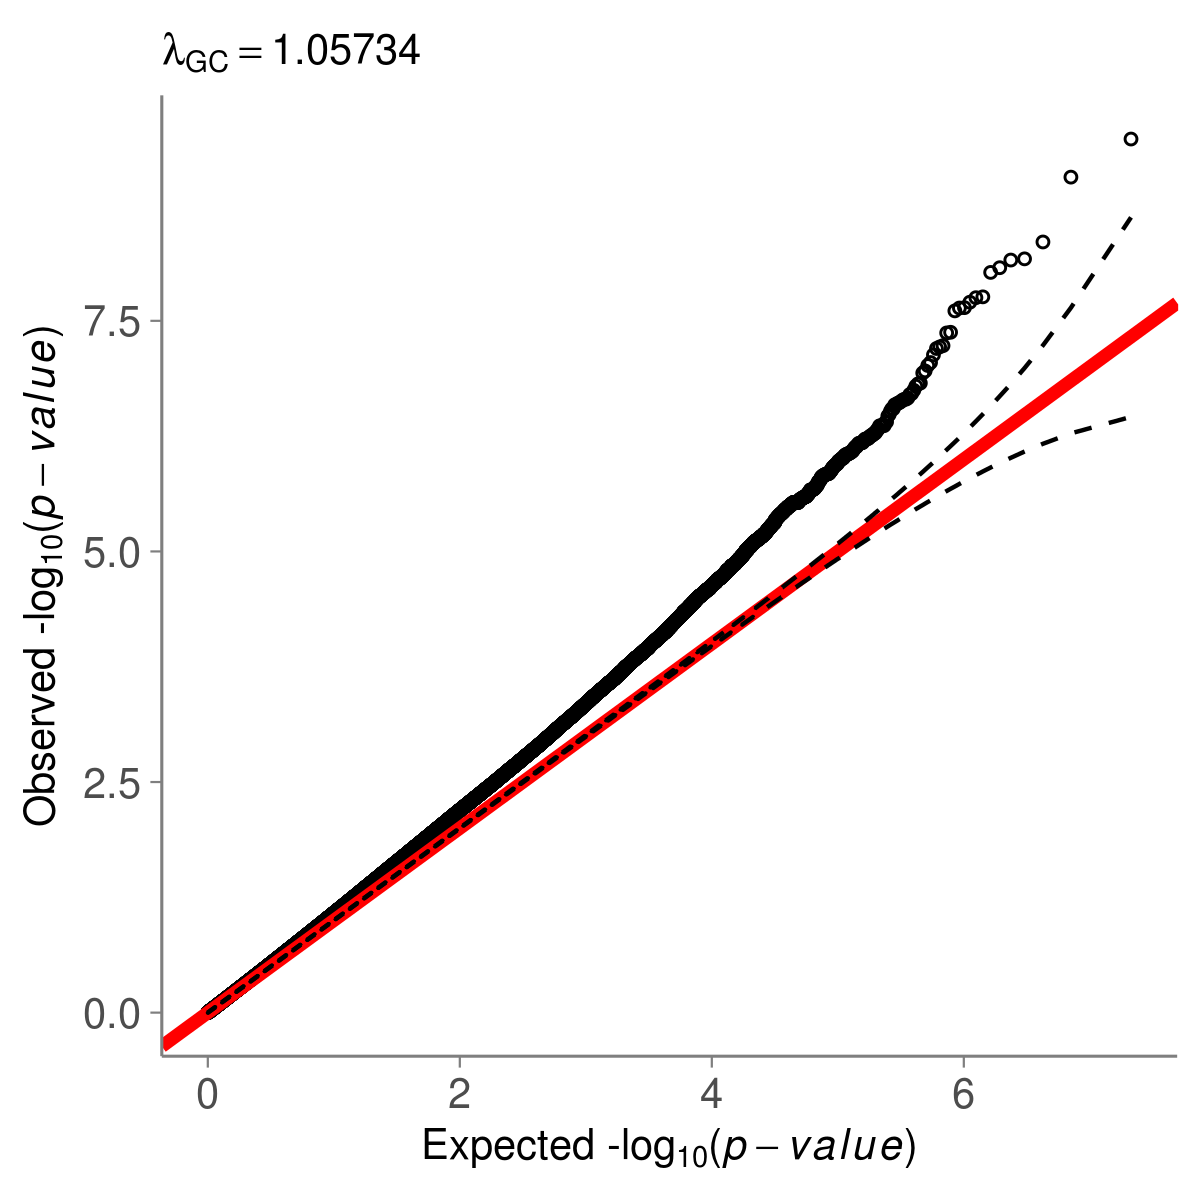 λGC = 1.05734
7.5
5.0
2.5
0.0
Observed -log10(p − value)
0 2 4 6
Expected -log10(p − value)